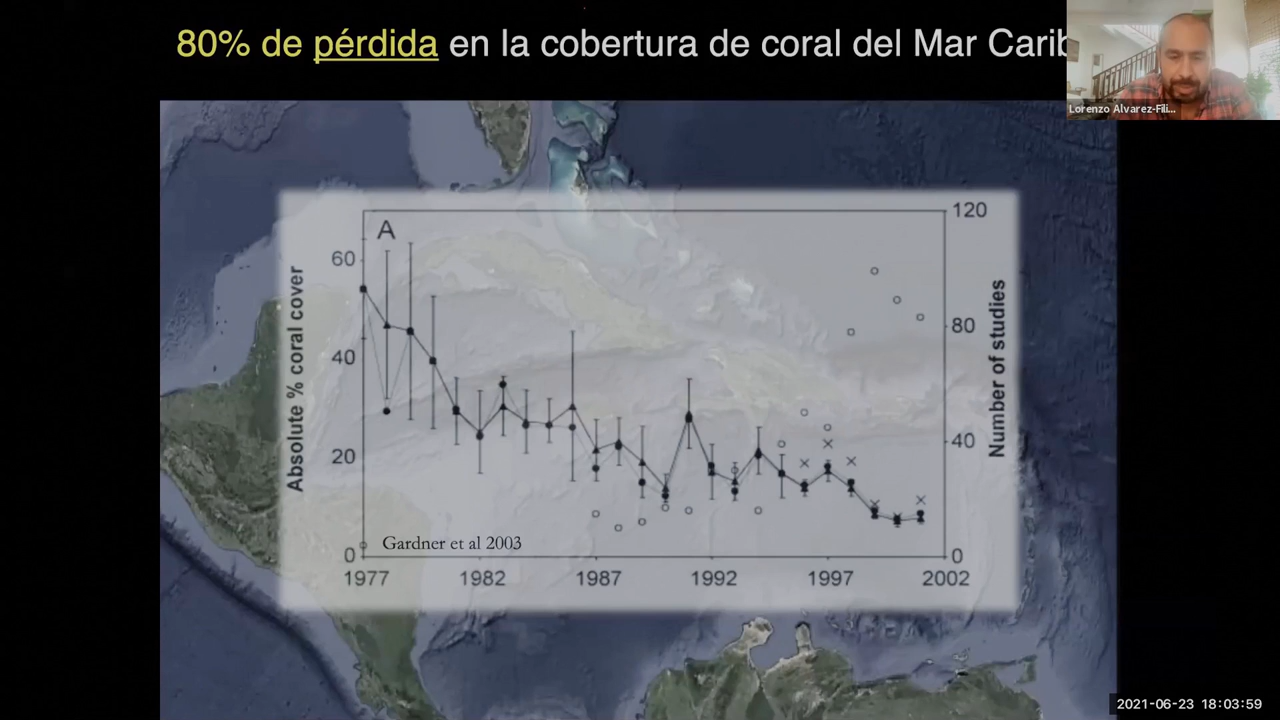 80% de pérdida en la cobertura de coral del Mar Carib
Lorenzo Alvarez-Fili...
A
120
60
80
40
40
20
0
0
Absolute % coral cover
Number of studies
Gardner et al 2003
1977 1982 1987 1992 1997 2002
2021-06-23 18:03:59